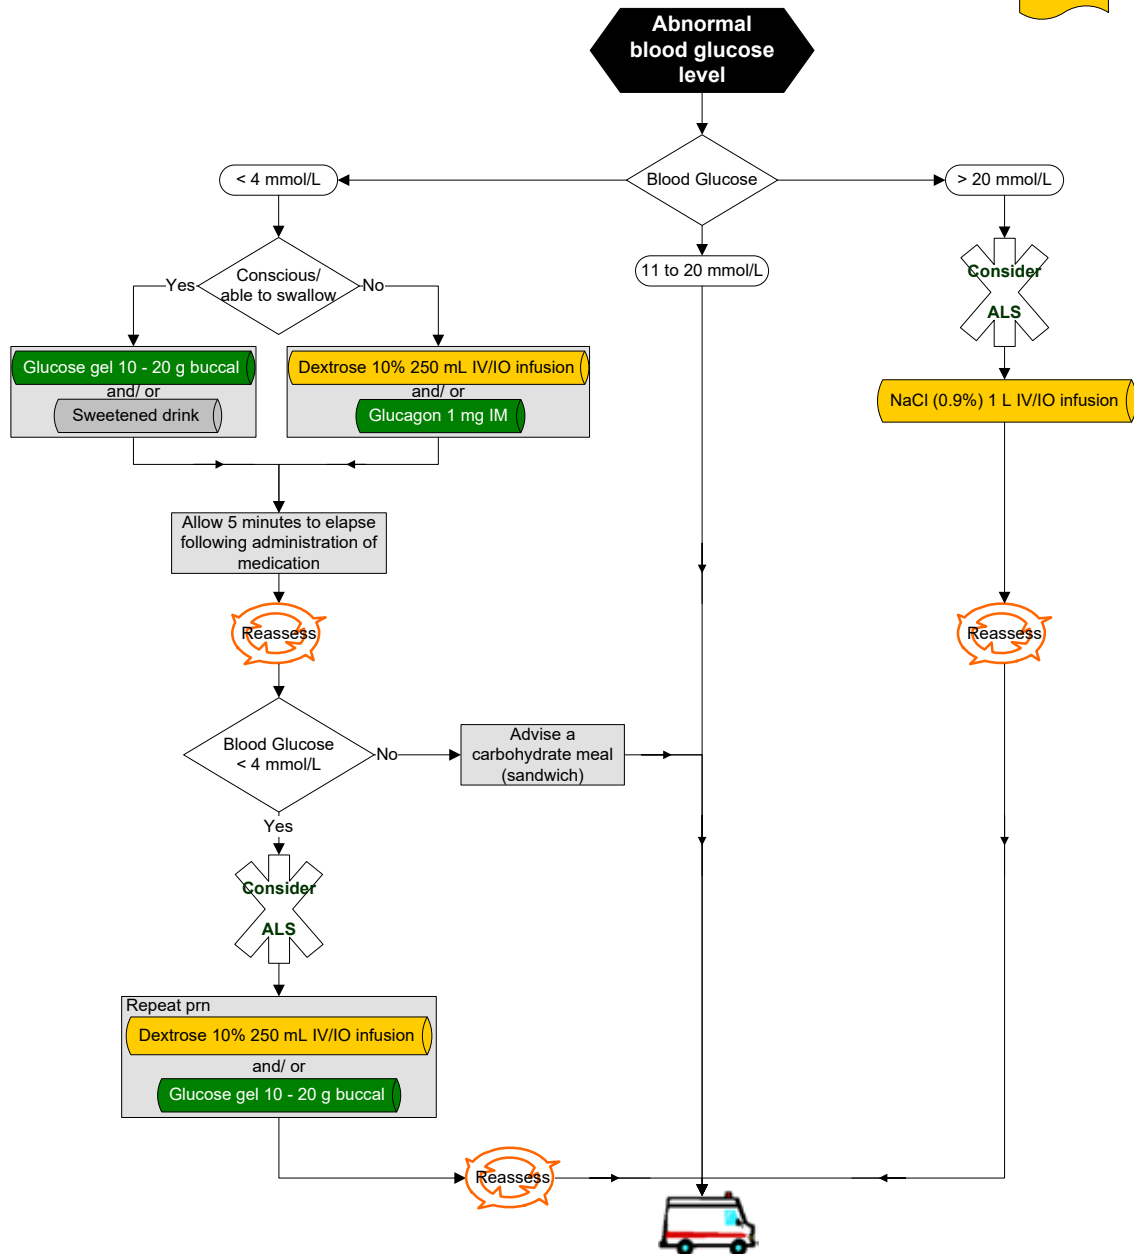 Abnormal
blood glucose
level
< 4 mmol/L
Blood Glucose
> 20 mmol/L
11 to 20 mmol/L
Conscious/
able to swallow
Yes
No
Consider
ALS
Glucose gel 10 - 20 g buccal
and/ or
Sweetened drink
Dextrose 10% 250 mL IV/IO infusion
and/ or
Glucagon 1 mg IM
NaCl (0.9%) 1 L IV/IO infusion
Allow 5 minutes to elapse
following administration of
medication
Reassess
Reassess
Blood Glucose
< 4 mmol/L
No
Advise a
carbohydrate meal
(sandwich)
Yes
Consider
ALS
Repeat prn
Dextrose 10% 250 mL IV/IO infusion
and/ or
Glucose gel 10 - 20 g buccal
Reassess